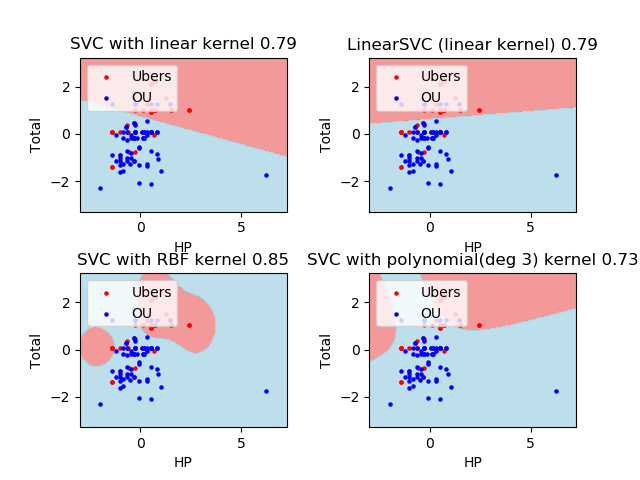 SVC with linear kernel 0.79
LinearSVC (linear kernel) 0.79
Ubers
OU
Ubers
OU
Total
2
0
−2
Total
2
0
−2
0
5
0
5
HP
HP
SVC with RBF kernel 0.85
SVC with polynomial(deg 3) kernel 0.73
Ubers
OU
Ubers
OU
Total
2
0
−2
Total
2
0
−2
0
5
0
5
HP
HP